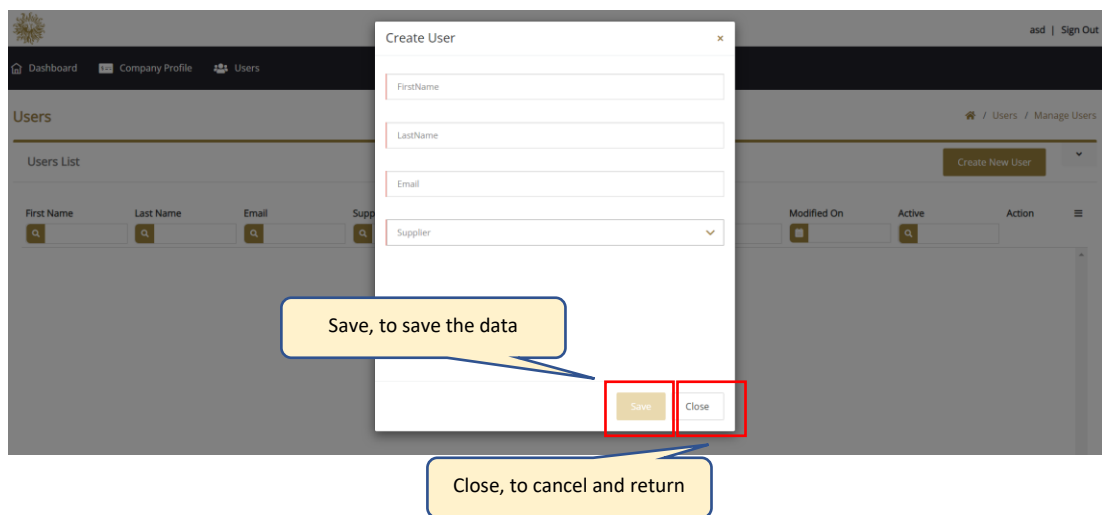 asd | Sign Out
Create User ×
Dashboard Company Profile Users
FirstName
Users
/ Users / Manage Users
LastName
Users List
Create New User
Email
First Name Last Name Email Supp Modified On Active Action
Supplier
Save, to save the data
Save Close
Close, to cancel and return